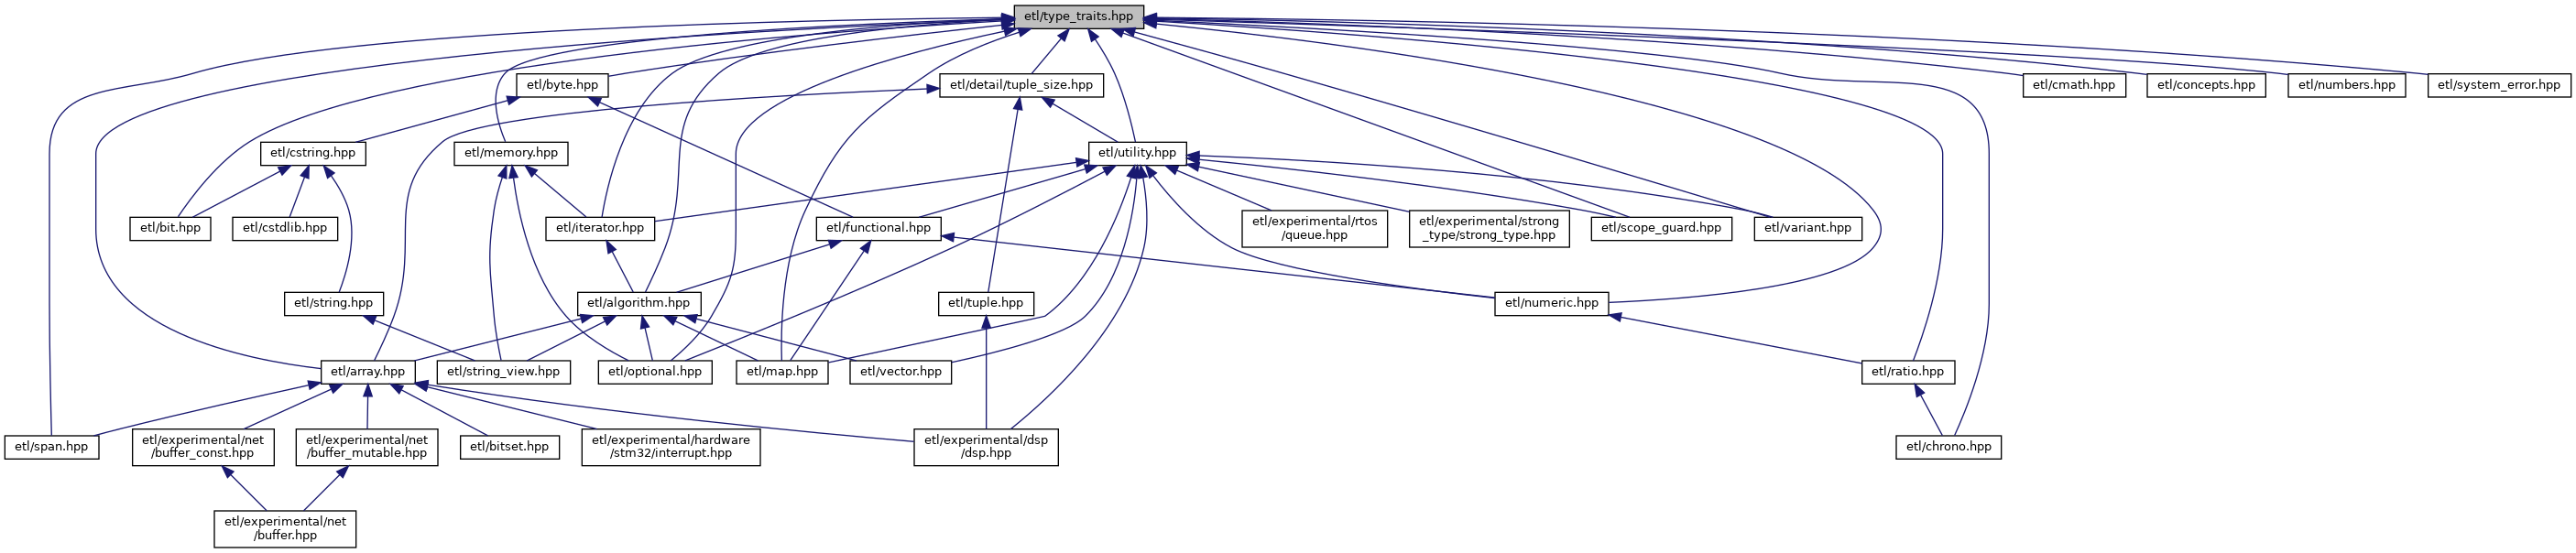 etl/type_traits.hpp
etl/byte.hpp
etl/detail/tuple_size.hpp
etl/cmath.hpp
etl/concepts.hpp
etl/numbers.hpp
etl/system_error.hpp
etl/cstring.hpp
etl/memory.hpp
etl/utility.hpp
etl/bit.hpp
etl/cstdlib.hpp
etl/iterator.hpp
etl/functional.hpp
etl/experimental/rtos
/queue.hpp
etl/experimental/strong
_type/strong_type.hpp
etl/scope_guard.hpp
etl/variant.hpp
etl/string.hpp
etl/algorithm.hpp
etl/tuple.hpp
etl/numeric.hpp
etl/array.hpp
etl/string_view.hpp
etl/optional.hpp
etl/map.hpp
etl/vector.hpp
etl/ratio.hpp
etl/span.hpp
etl/experimental/net
/buffer_const.hpp
etl/experimental/net
/buffer_mutable.hpp
etl/bitset.hpp
etl/experimental/hardware
/stm32/interrupt.hpp
etl/experimental/dsp
/dsp.hpp
etl/chrono.hpp
etl/experimental/net
/buffer.hpp